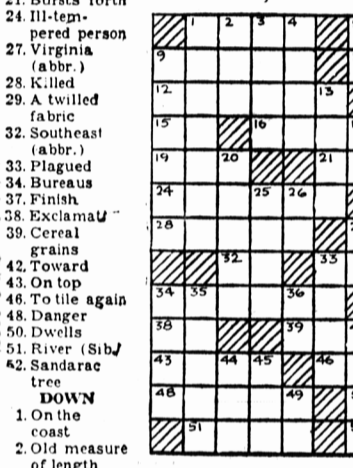 21. Bursts forth
24. Ill-tem-
pered person
27. Virginia
(abbr.)
28. Killed
29. A twilled
fabric
32. Southeast
(abbr.)
33. Plagued
34. Bureaus
37. Finish
38.
39. Cereal
grains
42. Toward
43. On top
46. To tile again
48. Danger
50. Dwells
51. River (Sib.)
52. Sandarac
tree
DOWN
1. On the
coast
2. Old measure
of length
1 2 3 4
9
12 13
15 16
19 20 21
24 25 26
28
32 33
34 35 36
38 39
43 44 45 46
48 49
51